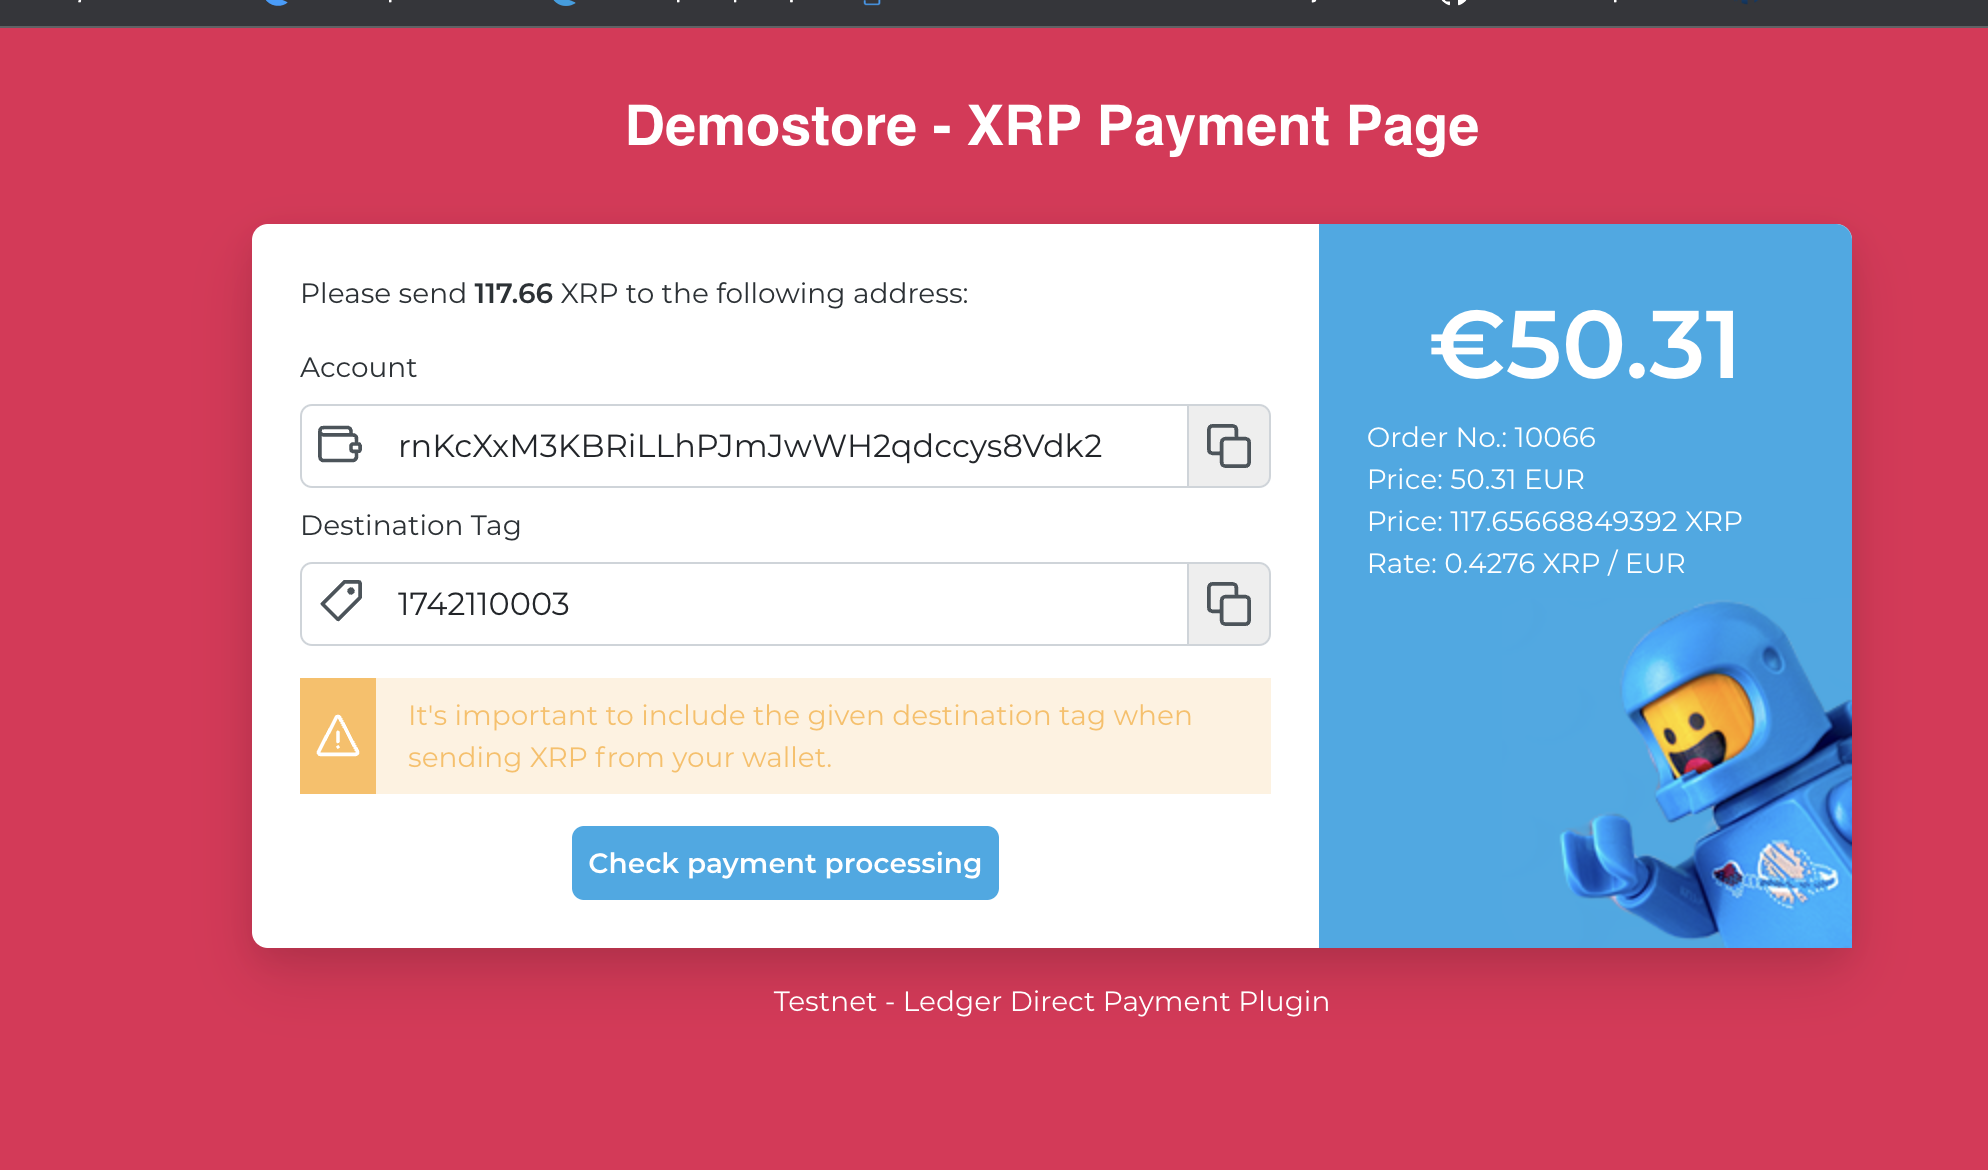 Demostore - XRP Payment Page
Please send 117.66 XRP to the following address:
Account
rnKcXxM3KBRiLLhPJmJwWH2qdccys8Vdk2
Destination Tag
1742110003
It's important to include the given destination tag when
sending XRP from your wallet.
Check payment processing
€50.31
Order No.: 10066
Price: 50.31 EUR
Price: 117.65668849392 XRP
Rate: 0.4276 XRP / EUR
Testnet - Ledger Direct Payment Plugin